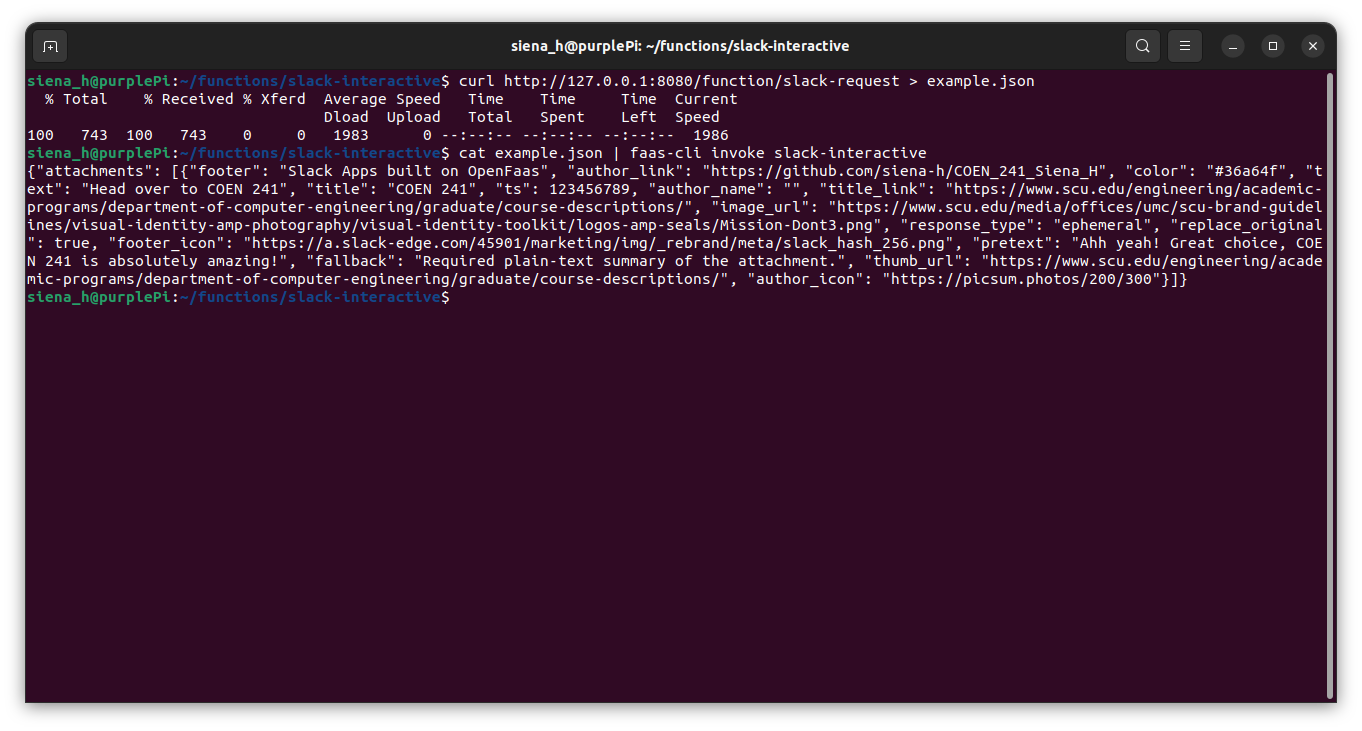 siena_h@purplePi: ~/functions/slack-interactive
siena_h@purplePi:~/functions/slack-interactive$ curl http://127.0.0.1:8080/function/slack-request > example.json
  % Total    % Received % Xferd  Average Speed   Time    Time     Time  Current
                                 Dload  Upload   Total   Spent    Left  Speed
100   743  100   743    0     0   1983      0 --:--:-- --:--:-- --:--:--  1986
siena_h@purplePi:~/functions/slack-interactive$ cat example.json | faas-cli invoke slack-interactive
{"attachments": [{"footer": "Slack Apps built on OpenFaas", "author_link": "https://github.com/siena-h/COEN_241_Siena_H", "color": "#36a64f", "t
ext": "Head over to COEN 241", "title": "COEN 241", "ts": 123456789, "author_name": "", "title_link": "https://www.scu.edu/engineering/academic-
programs/department-of-computer-engineering/graduate/course-descriptions/", "image_url": "https://www.scu.edu/media/offices/umc/scu-brand-guidel
ines/visual-identity-amp-photography/visual-identity-toolkit/logos-amp-seals/Mission-Dont3.png", "response_type": "ephemeral", "replace_original
": true, "footer_icon": "https://a.slack-edge.com/45901/marketing/img/_rebrand/meta/slack_hash_256.png", "pretext": "Ahh yeah! Great choice, COE
N 241 is absolutely amazing!", "fallback": "Required plain-text summary of the attachment.", "thumb_url": "https://www.scu.edu/engineering/acade
mic-programs/department-of-computer-engineering/graduate/course-descriptions/", "author_icon": "https://picsum.photos/200/300"}]}
siena_h@purplePi:~/functions/slack-interactive$